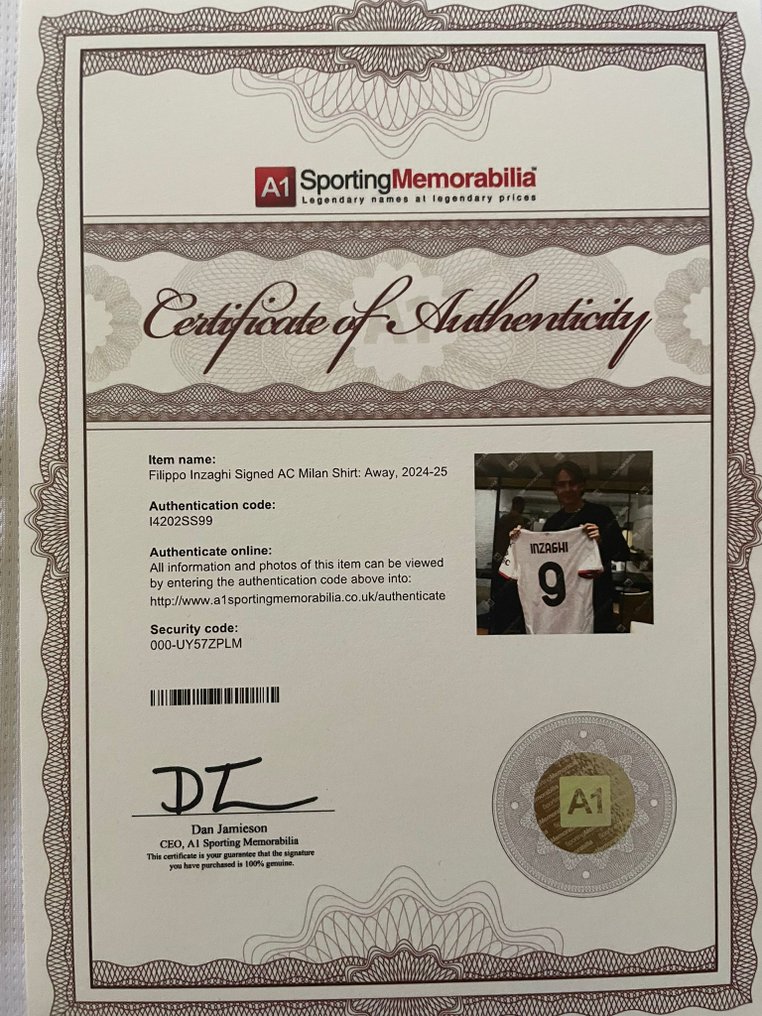 A1 SportingMemorabilia™
Legendary names at legendary prices
Certificate of Authenticity
Item name:
Filippo Inzaghi Signed AC Milan Shirt: Away, 2024-25
Authentication code:
I4202SS99
Authenticate online:
All information and photos of this item can be viewed
by entering the authentication code above into:
http://www.a1sportingmemorabilia.co.uk/authenticate
Security code:
000-UY57ZPLM
INZAGHI
9
Dan Jamieson
CEO, A1 Sporting Memorabilia
This certificate is your guarantee that the signature
you have purchased is 100% genuine.
A1